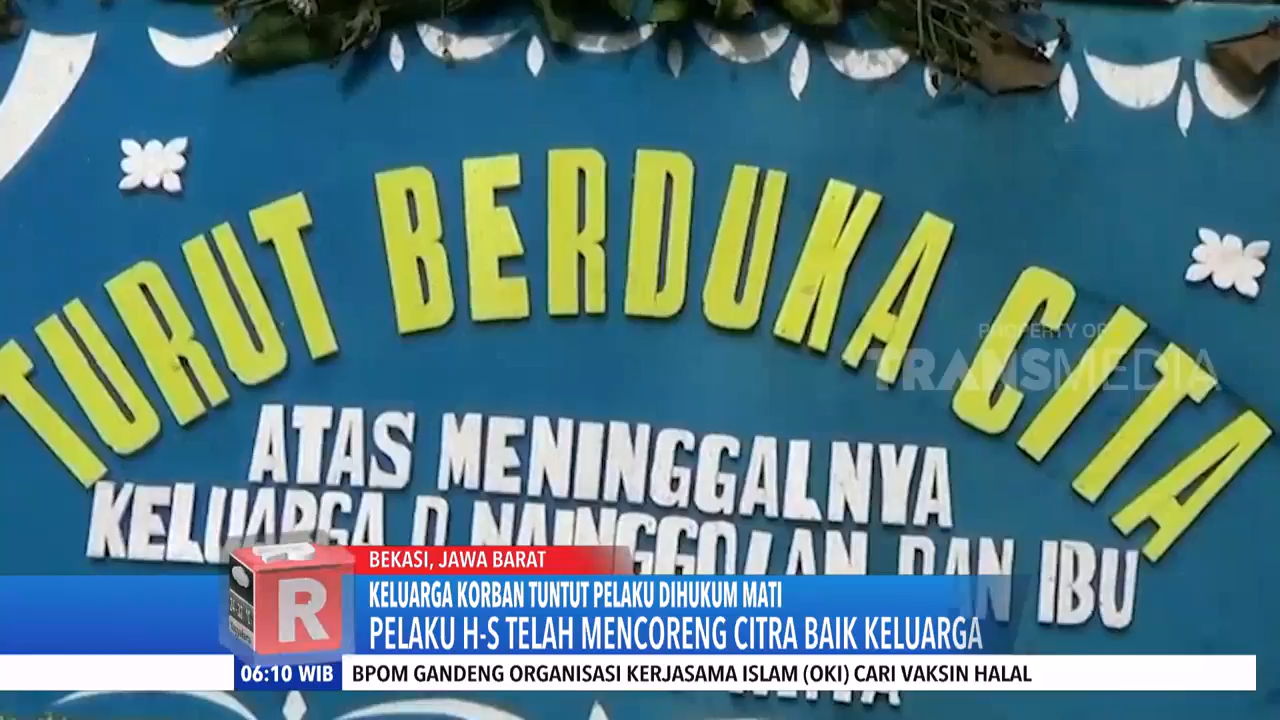 TURUT BERDUKA CITA
PROPERTY OF
TRANSMEDIA
ATAS MENINGGALNYA
KELUARGA D NAINGGOLAN DAN IBU
BEKASI, JAWA BARAT
KELUARGA KORBAN TUNTUT PELAKU DIHUKUM MATI
R
PELAKU H-S TELAH MENCORENG CITRA BAIK KELUARGA
06:10 WIB
BPOM GANDENG ORGANISASI KERJASAMA ISLAM (OKI) CARI VAKSIN HALAL